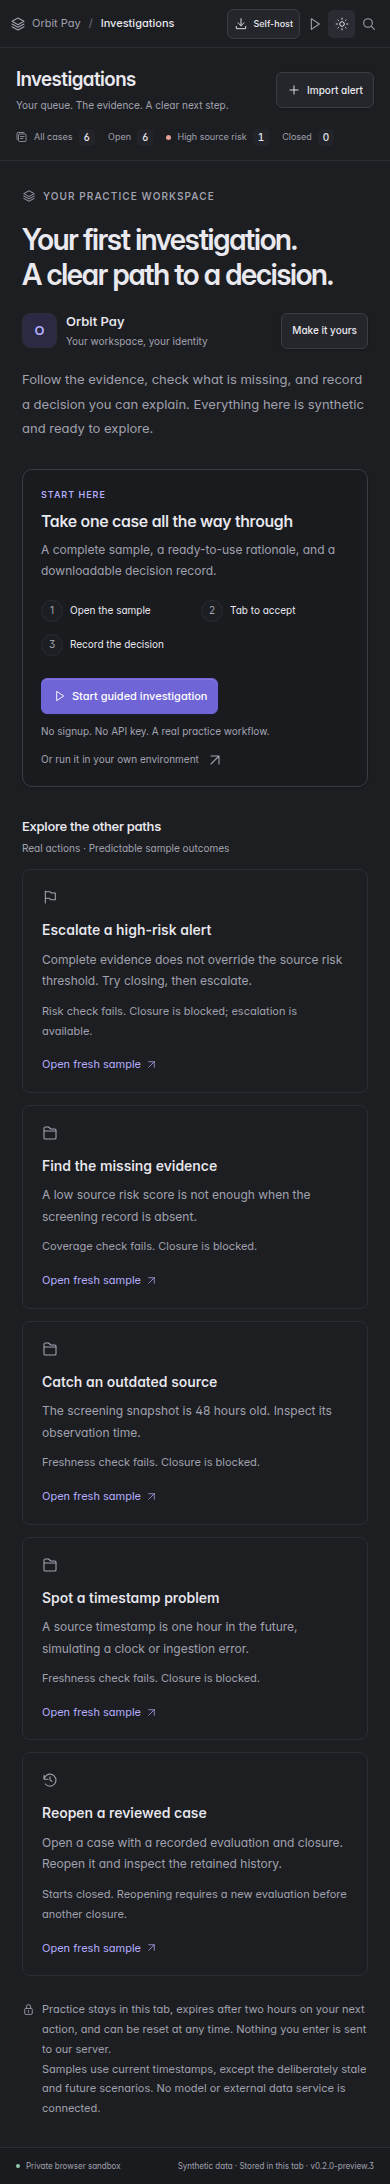 Orbit Pay / Investigations Self-host
Investigations
Your queue. The evidence. A clear next step.
Import alert
All cases 6 Open 6 High source risk 1 Closed 0
YOUR PRACTICE WORKSPACE
Your first investigation.
A clear path to a decision.
O
Orbit Pay
Your workspace, your identity
Make it yours
Follow the evidence, check what is missing, and record
a decision you can explain. Everything here is synthetic
and ready to explore.
START HERE
Take one case all the way through
A complete sample, a ready-to-use rationale, and a
downloadable decision record.
1 Open the sample 2 Tab to accept
3 Record the decision
Start guided investigation
No signup. No API key. A real practice workflow.
Or run it in your own environment
Explore the other paths
Real actions · Predictable sample outcomes
Escalate a high-risk alert
Complete evidence does not override the source risk
threshold. Try closing, then escalate.
Risk check fails. Closure is blocked; escalation is
available.
Open fresh sample
Find the missing evidence
A low source risk score is not enough when the
screening record is absent.
Coverage check fails. Closure is blocked.
Open fresh sample
Catch an outdated source
The screening snapshot is 48 hours old. Inspect its
observation time.
Freshness check fails. Closure is blocked.
Open fresh sample
Spot a timestamp problem
A source timestamp is one hour in the future,
simulating a clock or ingestion error.
Freshness check fails. Closure is blocked.
Open fresh sample
Reopen a reviewed case
Open a case with a recorded evaluation and closure.
Reopen it and inspect the retained history.
Starts closed. Reopening requires a new evaluation before
another closure.
Open fresh sample
Practice stays in this tab, expires after two hours on your next
action, and can be reset at any time. Nothing you enter is sent
to our server.
Samples use current timestamps, except the deliberately stale
and future scenarios. No model or external data service is
connected.
Private browser sandbox Synthetic data · Stored in this tab · v0.2.0-preview.3